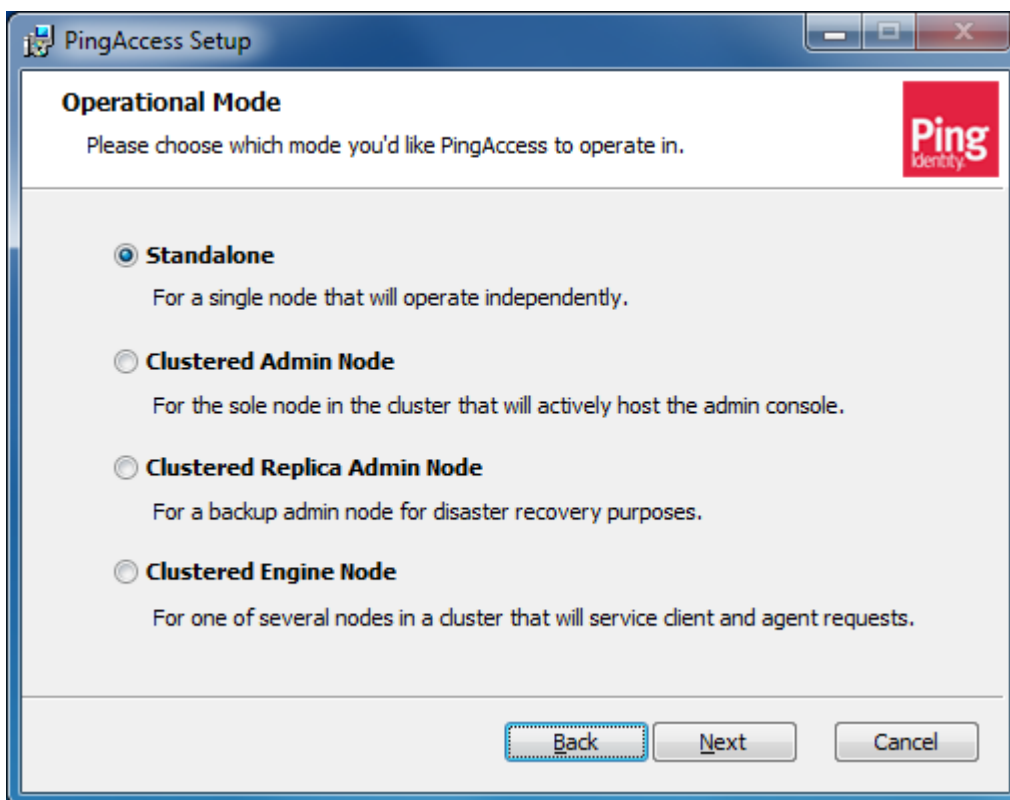 PingAccess Setup
Operational Mode
Please choose which mode you'd like PingAccess to operate in.
Ping
Identity.
Standalone
For a single node that will operate independently.
Clustered Admin Node
For the sole node in the cluster that will actively host the admin console.
Clustered Replica Admin Node
For a backup admin node for disaster recovery purposes.
Clustered Engine Node
For one of several nodes in a cluster that will service client and agent requests.
Back Next Cancel